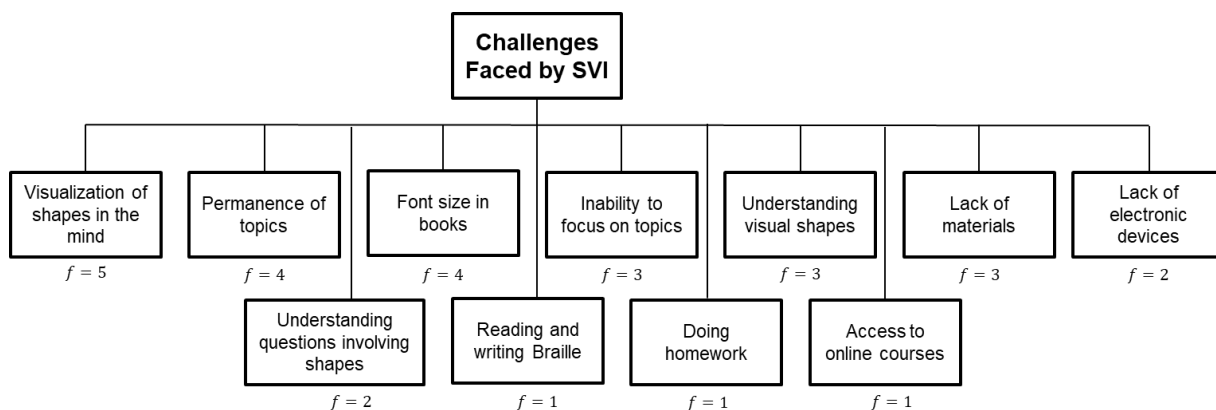 Challenges
Faced by SVI
Visualization of
shapes in the
mind
f = 5
Permanence of
topics
f = 4
Font size in
books
f = 4
Inability to
focus on topics
f = 3
Understanding
visual shapes
f = 3
Lack of
materials
f = 3
Lack of
electronic
devices
f = 2
Understanding
questions involving
shapes
f = 2
Reading and
writing Braille
f = 1
Doing
homework
f = 1
Access to
online courses
f = 1